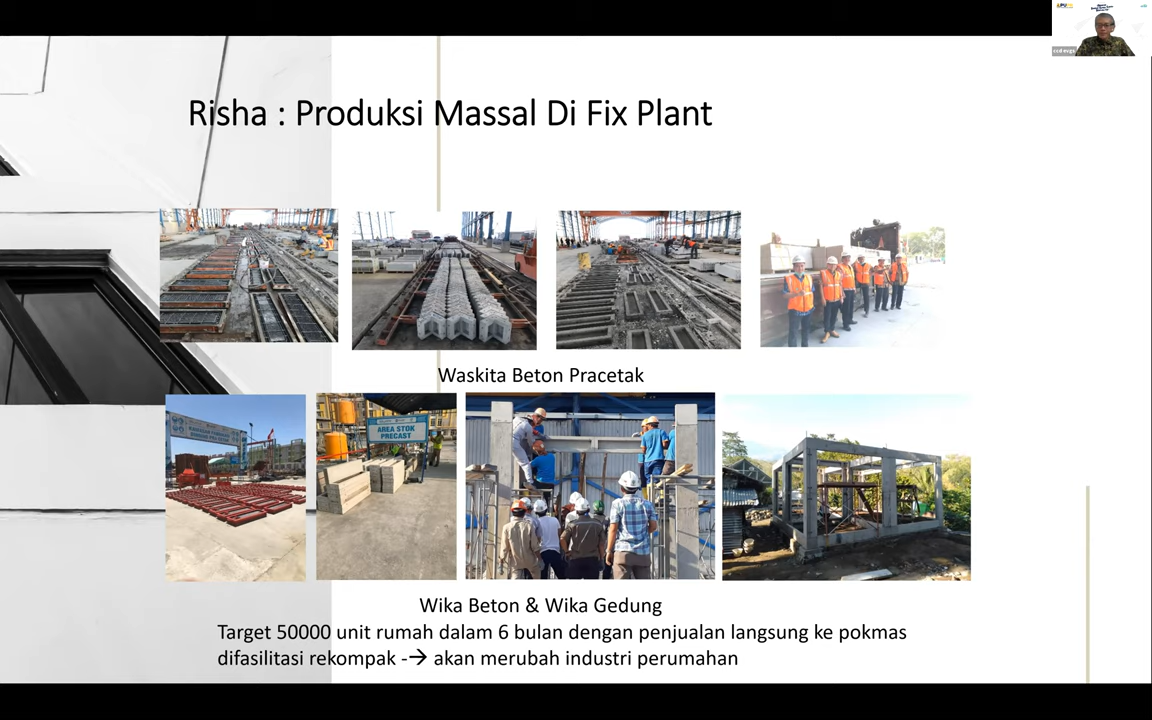 Risha : Produksi Massal Di Fix Plant
Waskita Beton Pracetak
AREA STOK
PRECAST
Wika Beton & Wika Gedung
Target 50000 unit rumah dalam 6 bulan dengan penjualan langsung ke pokmas
difasilitasi rekompak -→ akan merubah industri perumahan